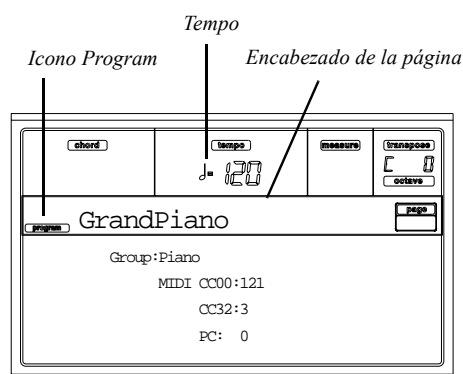 Tempo
Icono Program
Encabezado de la página
chord
tempo
measure
transpose
♩= 120
C 0
octave
program
GrandPiano
page
Group:Piano
MIDI CC00:121
CC32:3
PC: 0